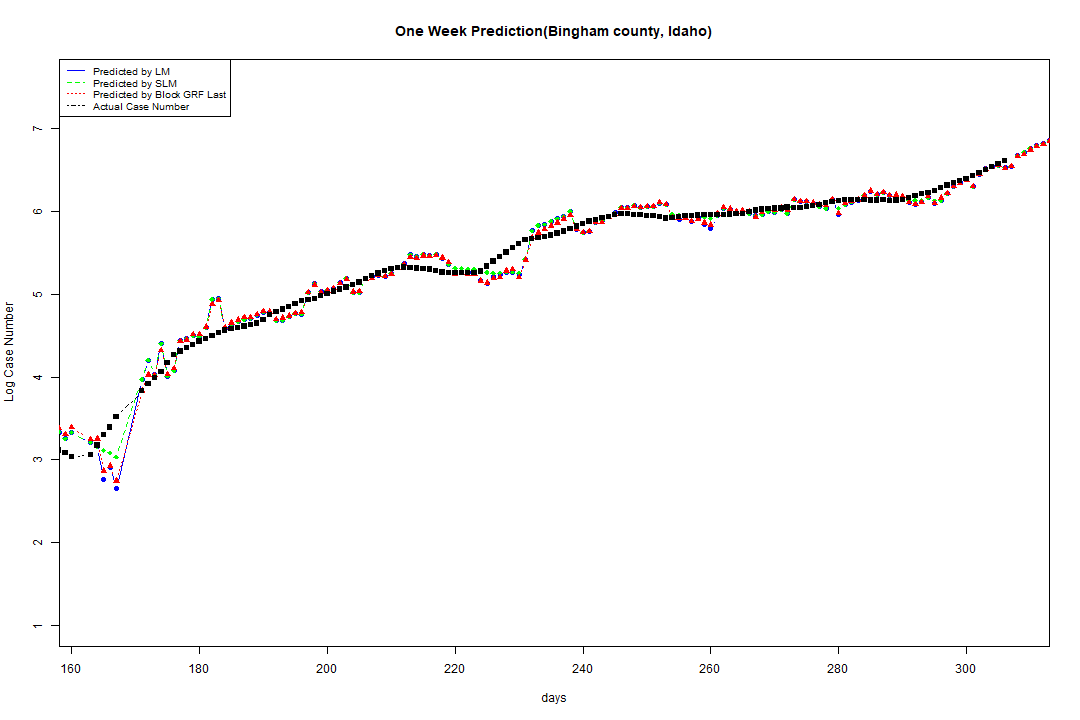 One Week Prediction(Bingham county, Idaho)
Predicted by LM
Predicted by SLM
Predicted by Block GRF Last
Actual Case Number
7
6
5
4
3
2
1
Log Case Number
160 180 200 220 240 260 280 300
days